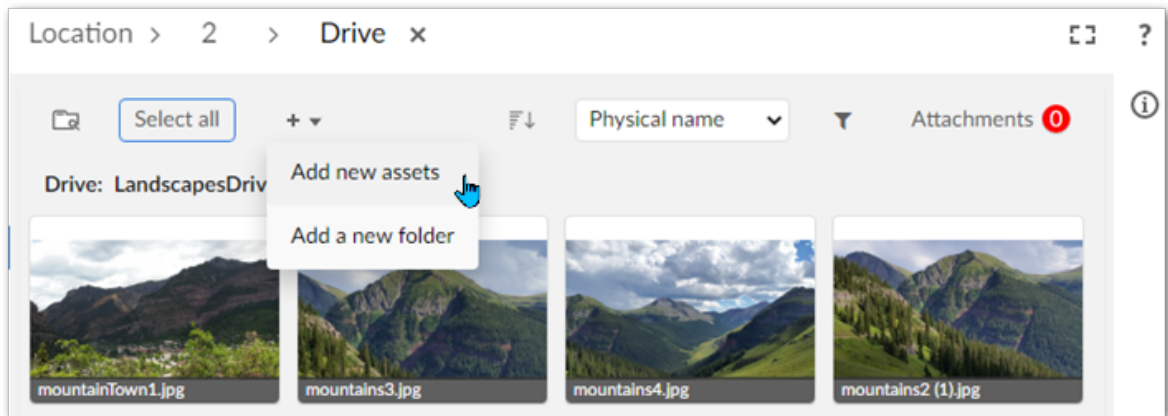 Location > 2 > Drive ×
?
Select all + Physical name Attachments 0
Add new assets
Drive: LandscapesDriv
Add a new folder
mountainTown1.jpg mountains3.jpg mountains4.jpg mountains2 (1).jpg